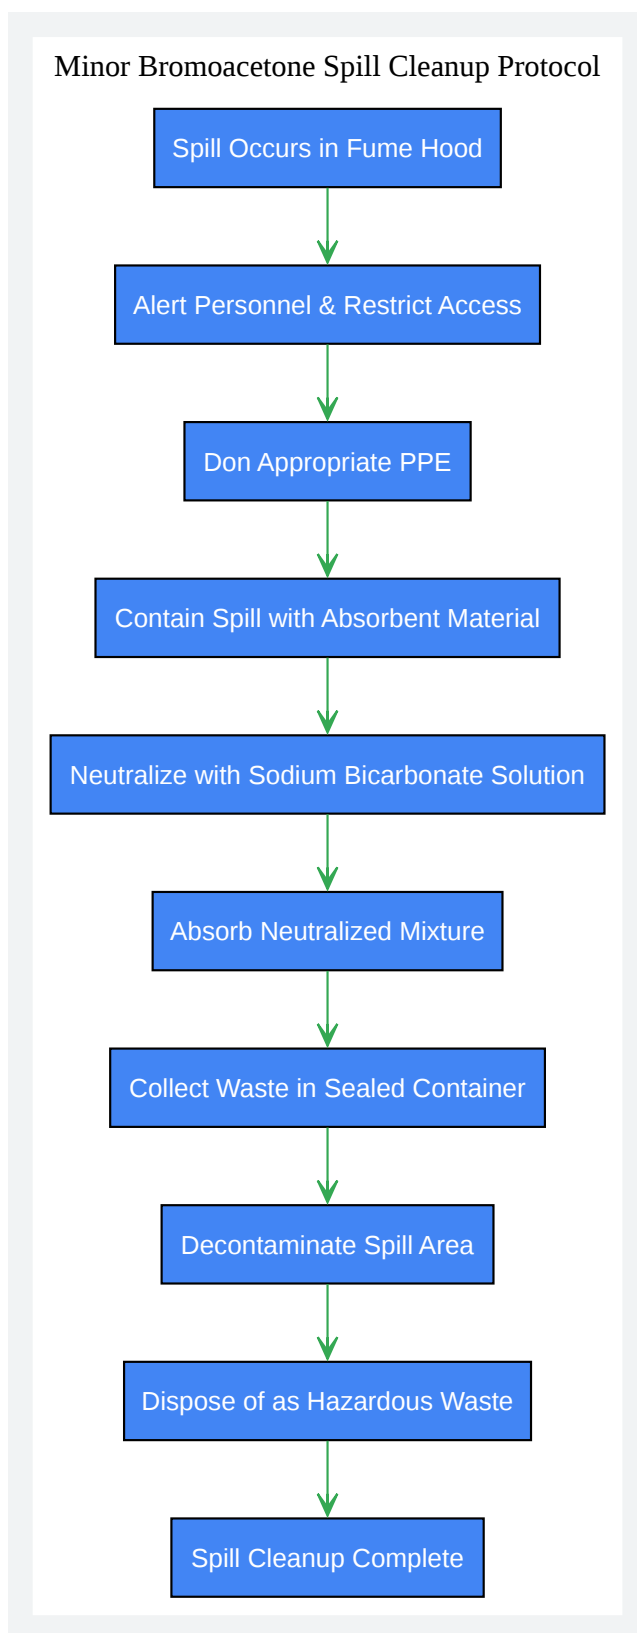 Minor Bromoacetone Spill Cleanup Protocol
Spill Occurs in Fume Hood
Alert Personnel & Restrict Access
Don Appropriate PPE
Contain Spill with Absorbent Material
Neutralize with Sodium Bicarbonate Solution
Absorb Neutralized Mixture
Collect Waste in Sealed Container
Decontaminate Spill Area
Dispose of as Hazardous Waste
Spill Cleanup Complete